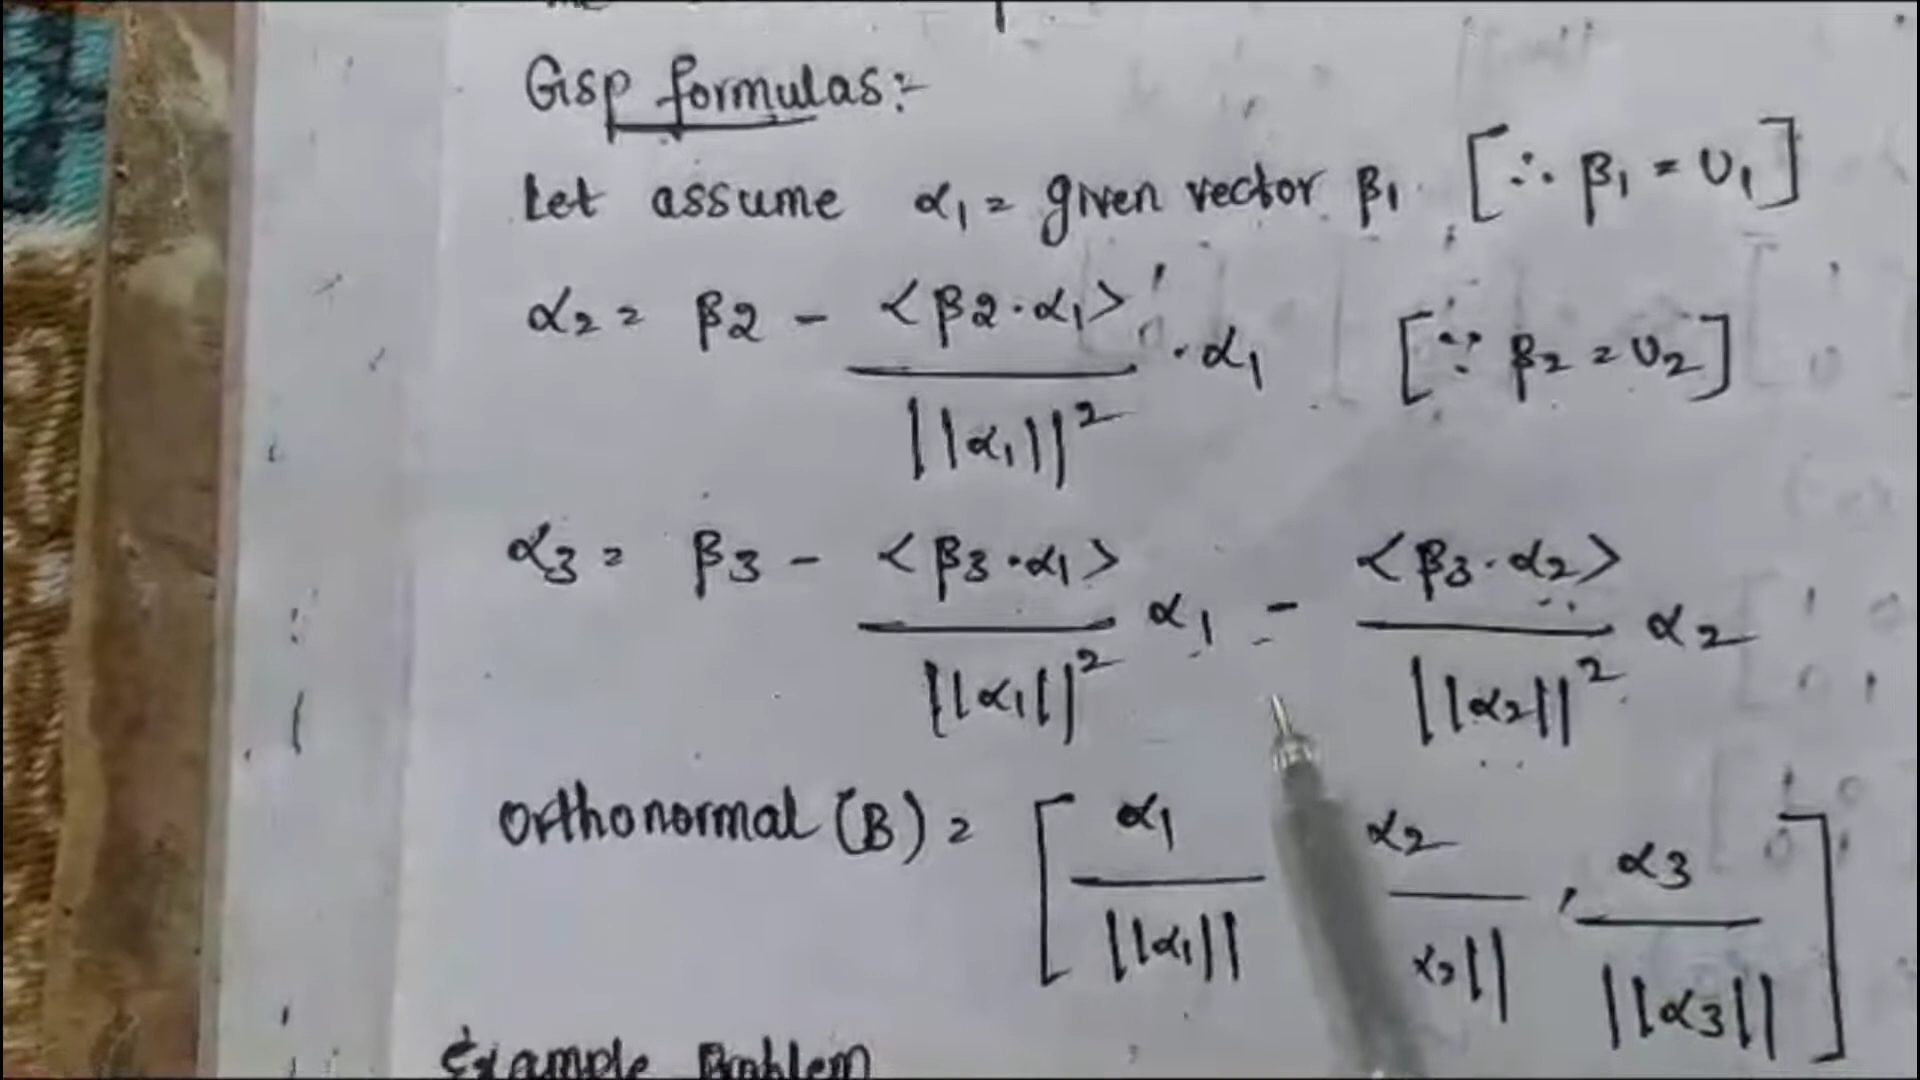 Gsp formulas:-
Let assume α₁ = given vector β₁ [∴ β₁ = υ₁]
α₂ = β₂ - <β₂·α₁> / ||α₁||² · α₁ [∵ β₂ = υ₂]
α₃ = β₃ - <β₃·α₁> / ||α₁||² α₁ - <β₃·α₂> / ||α₂||² α₂
Orthonormal (B) = [α₁ / ||α₁|| α₂ / α₂|| , α₃ / ||α₃||]
Example Problem